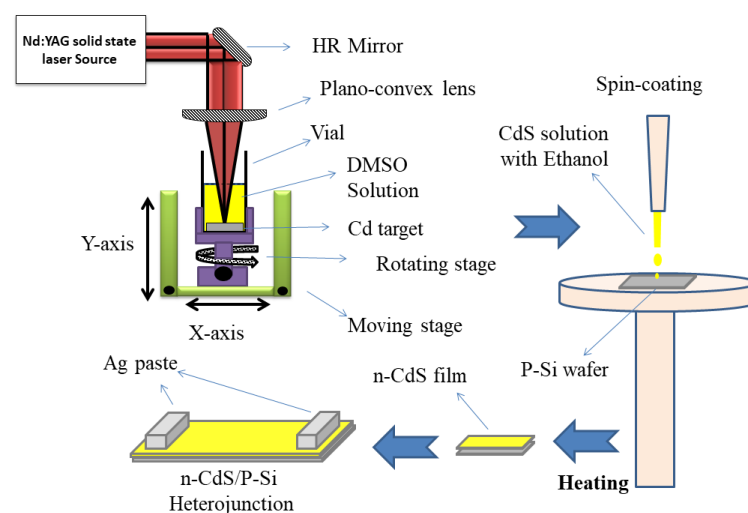 Nd:YAG solid state
laser Source
HR Mirror
Plano-convex lens
Vial
DMSO
Solution
Cd target
Rotating stage
Moving stage
Y-axis
X-axis
Spin-coating
CdS solution
with Ethanol
P-Si wafer
Heating
n-CdS film
Ag paste
n-CdS/P-Si
Heterojunction